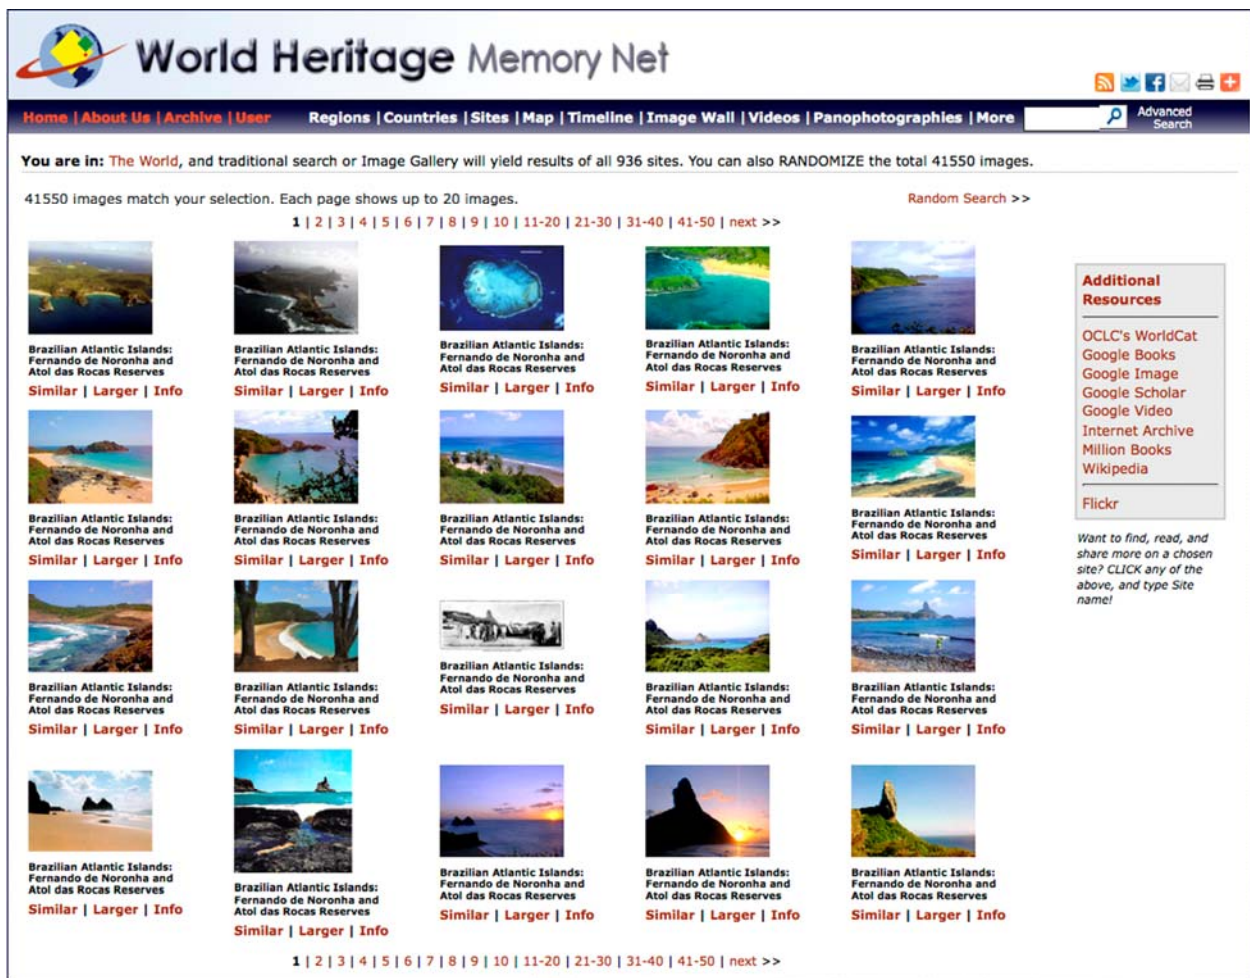 World Heritage Memory Net
Home | About Us | Archive | User Regions | Countries | Sites | Map | Timeline | Image Wall | Videos | Panophotographies | More Advanced Search
You are in: The World, and traditional search or Image Gallery will yield results of all 936 sites. You can also RANDOMIZE the total 41550 images.
41550 images match your selection. Each page shows up to 20 images. Random Search >>
1 | 2 | 3 | 4 | 5 | 6 | 7 | 8 | 9 | 10 | 11-20 | 21-30 | 31-40 | 41-50 | next >>
Brazilian Atlantic Islands:
Fernando de Noronha and
Atol das Rocas Reserves
Similar | Larger | Info
Brazilian Atlantic Islands:
Fernando de Noronha and
Atol das Rocas Reserves
Similar | Larger | Info
Brazilian Atlantic Islands:
Fernando de Noronha and
Atol das Rocas Reserves
Similar | Larger | Info
Brazilian Atlantic Islands:
Fernando de Noronha and
Atol das Rocas Reserves
Similar | Larger | Info
Brazilian Atlantic Islands:
Fernando de Noronha and
Atol das Rocas Reserves
Similar | Larger | Info
Brazilian Atlantic Islands:
Fernando de Noronha and
Atol das Rocas Reserves
Similar | Larger | Info
Brazilian Atlantic Islands:
Fernando de Noronha and
Atol das Rocas Reserves
Similar | Larger | Info
Brazilian Atlantic Islands:
Fernando de Noronha and
Atol das Rocas Reserves
Similar | Larger | Info
Brazilian Atlantic Islands:
Fernando de Noronha and
Atol das Rocas Reserves
Similar | Larger | Info
Brazilian Atlantic Islands:
Fernando de Noronha and
Atol das Rocas Reserves
Similar | Larger | Info
Brazilian Atlantic Islands:
Fernando de Noronha and
Atol das Rocas Reserves
Similar | Larger | Info
Brazilian Atlantic Islands:
Fernando de Noronha and
Atol das Rocas Reserves
Similar | Larger | Info
Brazilian Atlantic Islands:
Fernando de Noronha and
Atol das Rocas Reserves
Similar | Larger | Info
Brazilian Atlantic Islands:
Fernando de Noronha and
Atol das Rocas Reserves
Similar | Larger | Info
Brazilian Atlantic Islands:
Fernando de Noronha and
Atol das Rocas Reserves
Similar | Larger | Info
Brazilian Atlantic Islands:
Fernando de Noronha and
Atol das Rocas Reserves
Similar | Larger | Info
Brazilian Atlantic Islands:
Fernando de Noronha and
Atol das Rocas Reserves
Similar | Larger | Info
Brazilian Atlantic Islands:
Fernando de Noronha and
Atol das Rocas Reserves
Similar | Larger | Info
Brazilian Atlantic Islands:
Fernando de Noronha and
Atol das Rocas Reserves
Similar | Larger | Info
Brazilian Atlantic Islands:
Fernando de Noronha and
Atol das Rocas Reserves
Similar | Larger | Info
1 | 2 | 3 | 4 | 5 | 6 | 7 | 8 | 9 | 10 | 11-20 | 21-30 | 31-40 | 41-50 | next >>
Additional
Resources
OCLC's WorldCat
Google Books
Google Image
Google Scholar
Google Video
Internet Archive
Million Books
Wikipedia
Flickr
Want to find, read, and
share more on a chosen
site? CLICK any of the
above, and type Site
name!